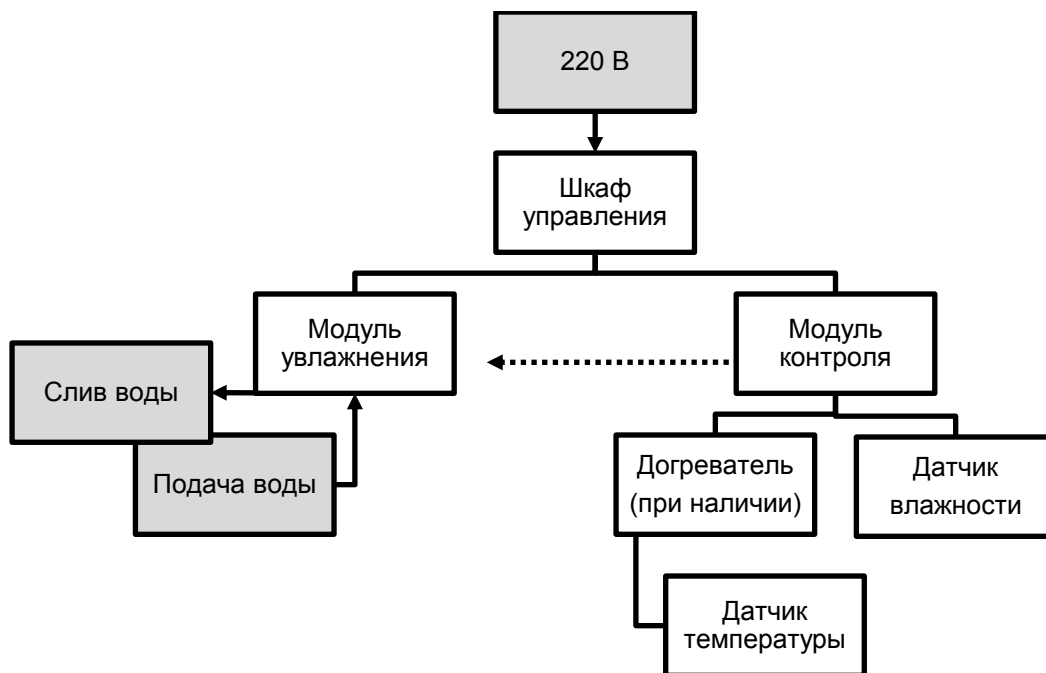 220 В
Шкаф
управления
Модуль
увлажнения
Модуль
контроля
Слив воды
Подача воды
Догреватель
(при наличии)
Датчик
влажности
Датчик
температуры